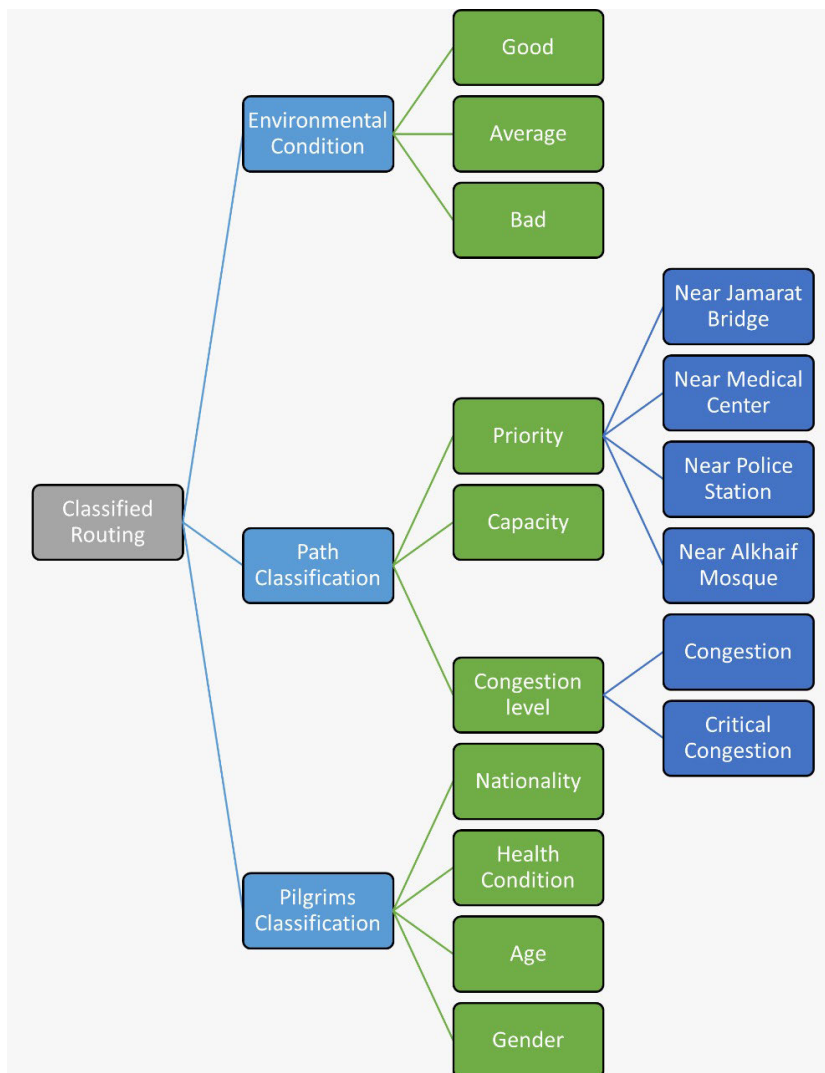 Good
Environmental
Condition
Average
Bad
Near Jamarat
Bridge
Near Medical
Center
Priority
Near Police
Station
Classified
Routing
Capacity
Path
Classification
Near Alkhaif
Mosque
Congestion
Congestion
level
Critical
Congestion
Nationality
Health
Condition
Pilgrims
Classification
Age
Gender